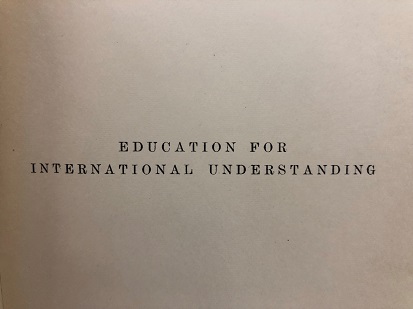 EDUCATION FOR
INTERNATIONAL UNDERSTANDING